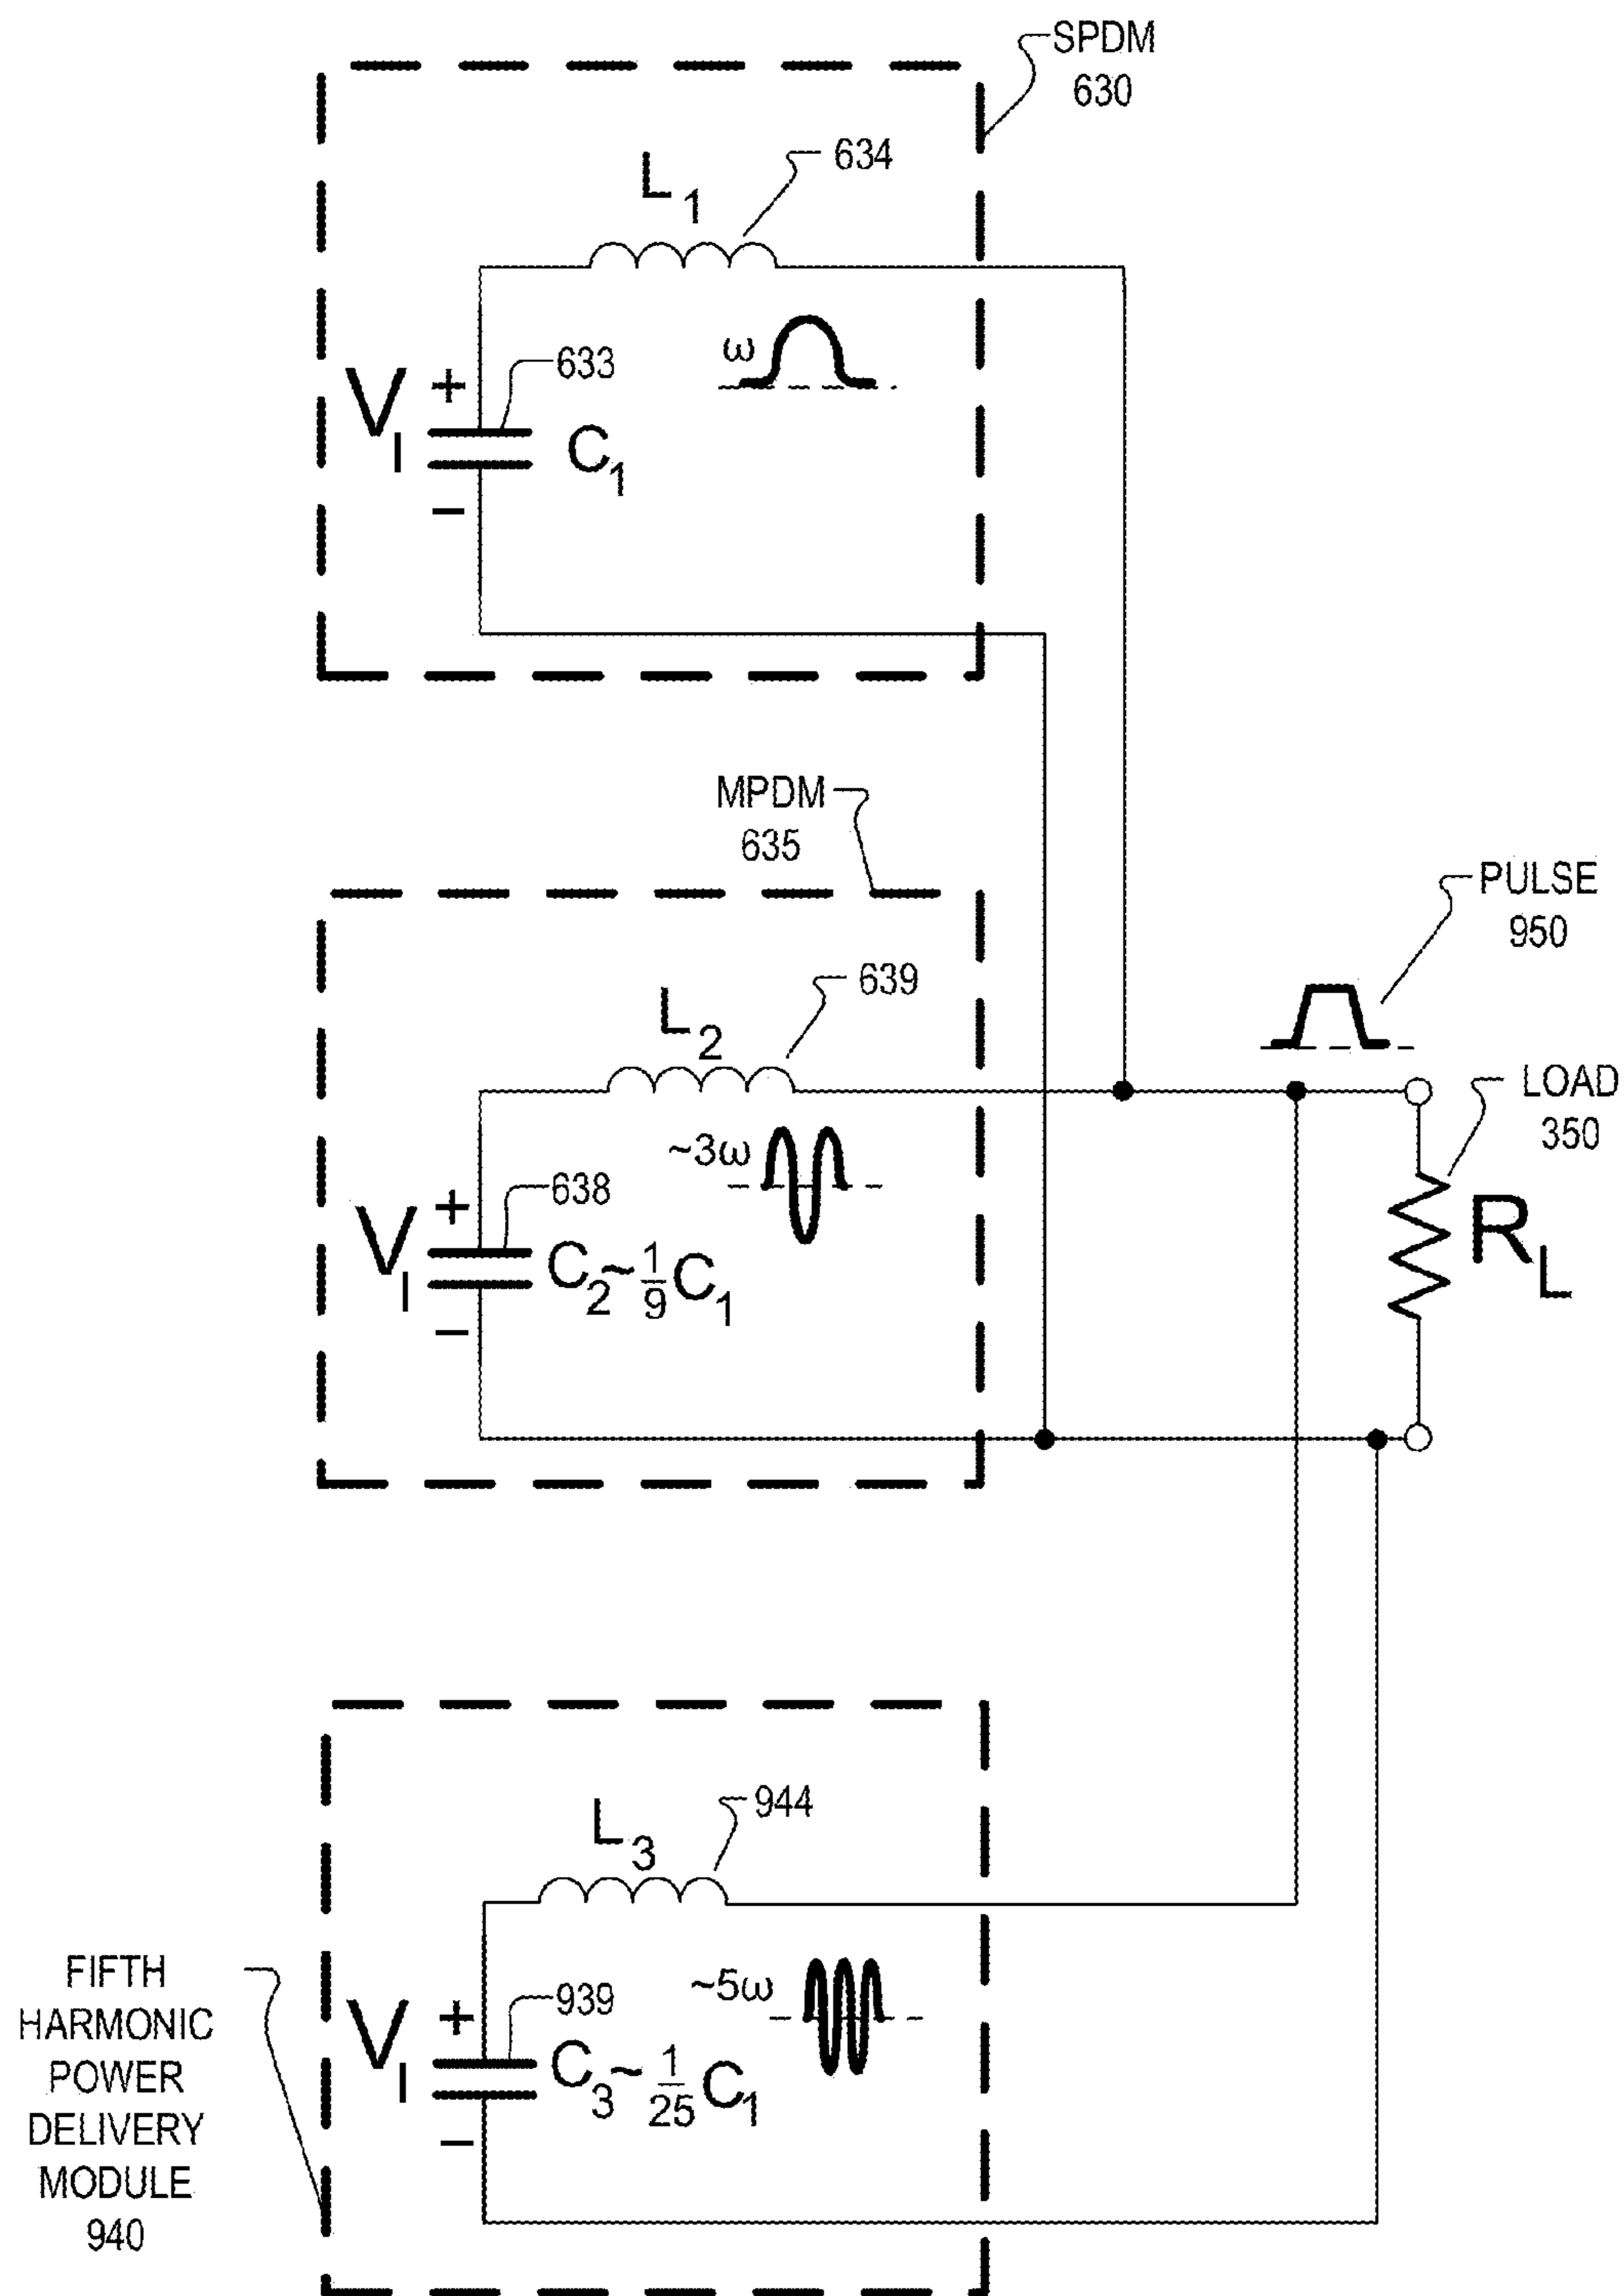 SPDM
630
L1
634
ω
633
VI
+
C1
−
MPDM
635
PULSE
950
L2
639
LOAD
350
~3ω
638
VI
+
C2~1/9C1
−
RL
L3
944
~5ω
939
VI
+
C3~1/25C1
−
FIFTH
HARMONIC
POWER
DELIVERY
MODULE
940